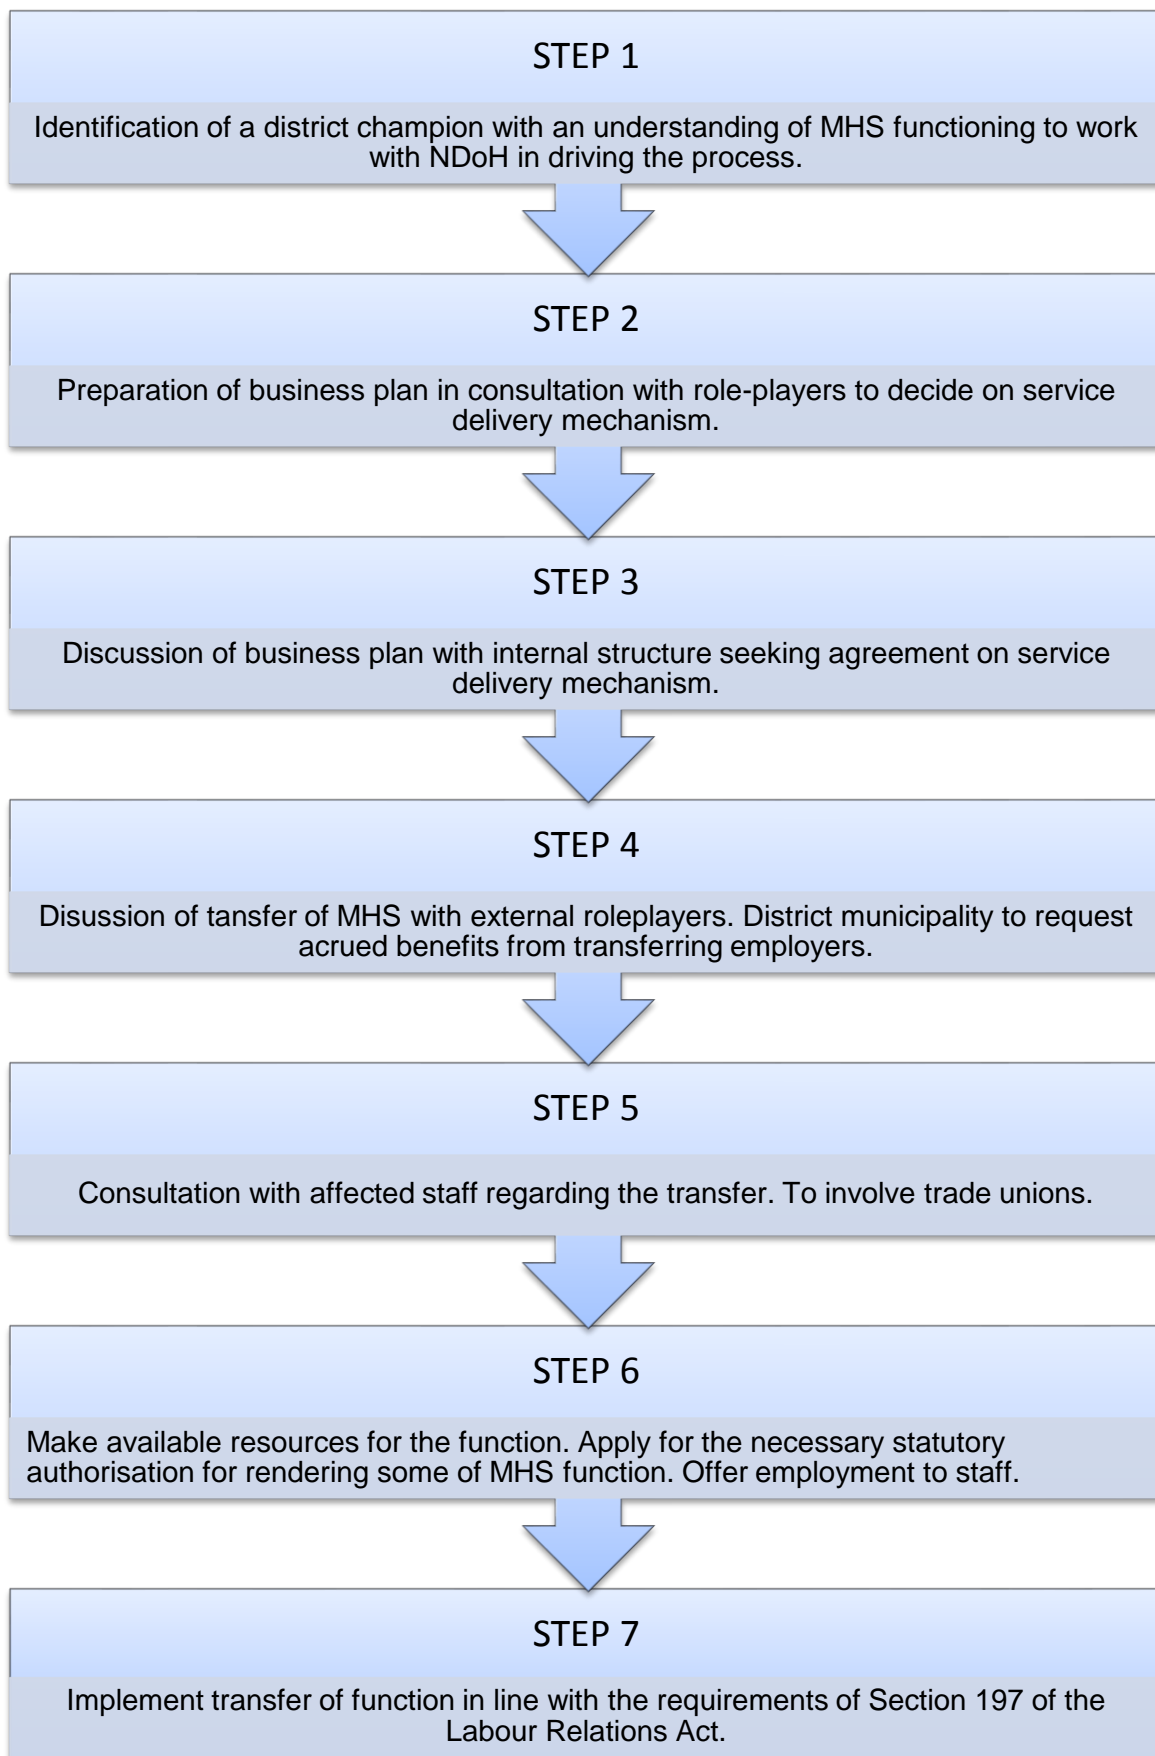 STEP 1
Identification of a district champion with an understanding of MHS functioning to work
with NDoH in driving the process.
STEP 2
Preparation of business plan in consultation with role-players to decide on service
delivery mechanism.
STEP 3
Discussion of business plan with internal structure seeking agreement on service
delivery mechanism.
STEP 4
Disussion of tansfer of MHS with external roleplayers. District municipality to request
acrued benefits from transferring employers.
STEP 5
Consultation with affected staff regarding the transfer. To involve trade unions.
STEP 6
Make available resources for the function. Apply for the necessary statutory
authorisation for rendering some of MHS function. Offer employment to staff.
STEP 7
Implement transfer of function in line with the requirements of Section 197 of the
Labour Relations Act.